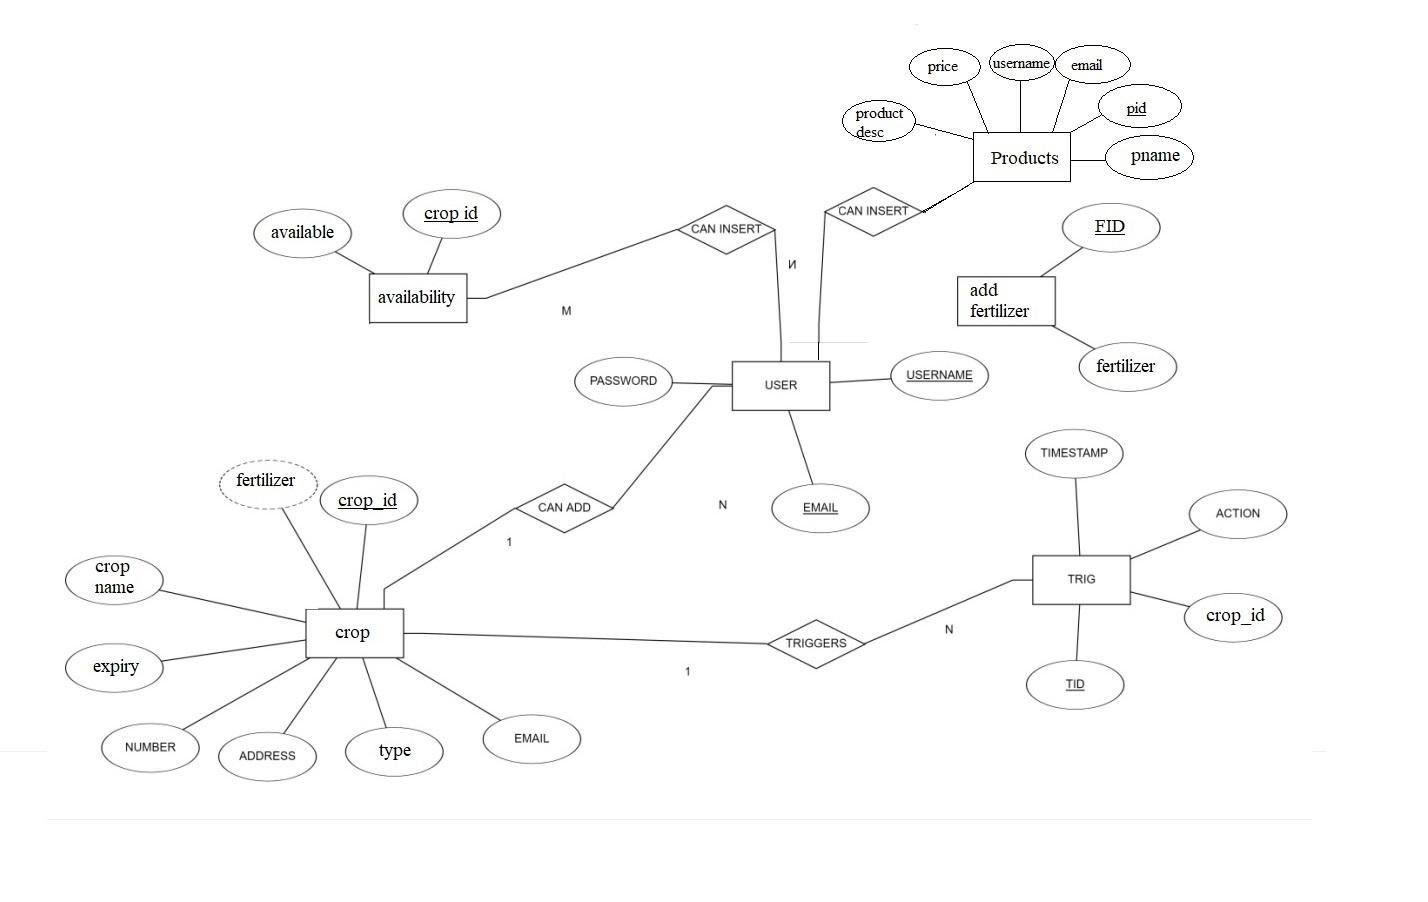 price
username
email
product
desc
pid
Products
pname
crop id
available
CAN INSERT
CAN INSERT
FID
И
availability
M
add
fertilizer
PASSWORD
USER
USERNAME
fertilizer
TIMESTAMP
fertilizer
crop_id
CAN ADD
N
EMAIL
ACTION
1
crop
name
TRIG
crop_id
crop
TRIGGERS
N
expiry
1
TID
NUMBER
ADDRESS
type
EMAIL